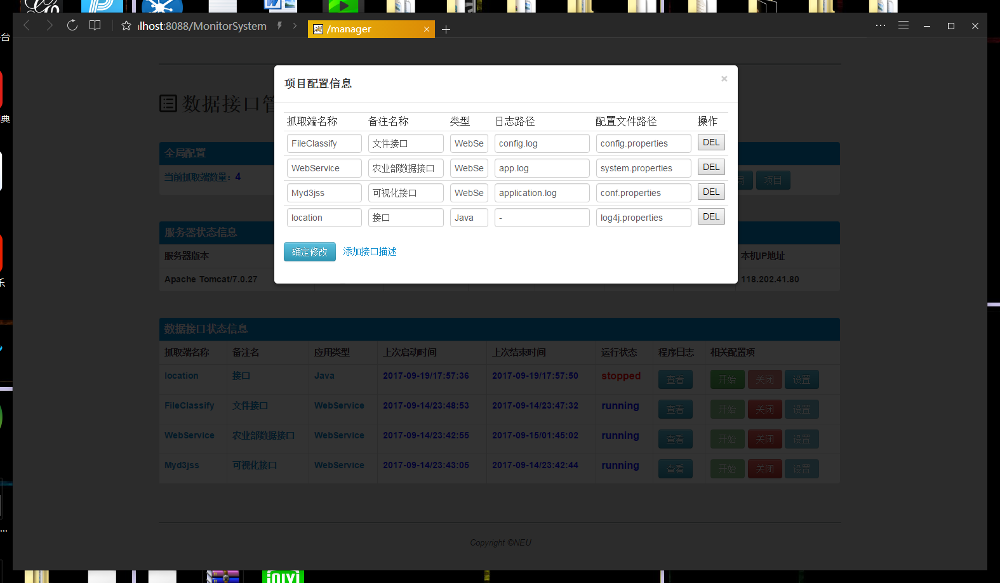 lhost:8088/MonitorSystem
/manager
台
典
乐
...
数据接口管
项目配置信息
×
抓取端名称 备注名称 类型 日志路径 配置文件路径 操作
FileClassify 文件接口 WebSe config.log config.properties DEL
WebService 农业部数据接口 WebSe app.log system.properties DEL
Myd3jss 可视化接口 WebSe application.log conf.properties DEL
location 接口 Java - log4j.properties DEL
确定修改 添加接口描述
全局配置
当前抓取端数量：4 局 项目
服务器状态信息
服务器版本 本机IP地址
Apache Tomcat/7.0.27 118.202.41.80
数据接口状态信息
抓取端名称 备注名 应用类型 上次启动时间 上次结束时间 运行状态 程序日志 相关配置项
location 接口 Java 2017-09-19/17:57:36 2017-09-19/17:57:50 stopped 查看 开始 关闭 设置
FileClassify 文件接口 WebService 2017-09-14/23:48:53 2017-09-14/23:47:32 running 查看 开始 关闭 设置
WebService 农业部数据接口 WebService 2017-09-14/23:42:55 2017-09-15/01:45:02 running 查看 开始 关闭 设置
Myd3jss 可视化接口 WebService 2017-09-14/23:43:05 2017-09-14/23:42:44 running 查看 开始 关闭 设置
Copyright ©NEU